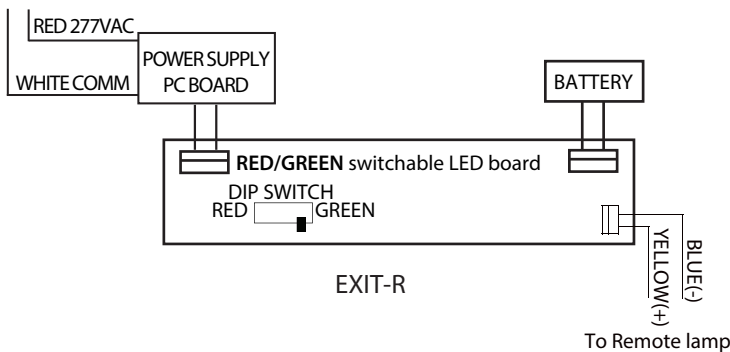 RED 277VAC
WHITE COMM
POWER SUPPLY
PC BOARD
BATTERY
RED/GREEN switchable LED board
DIP SWITCH
RED GREEN
YELLOW(+)
BLUE(-)
EXIT-R
To Remote lamp